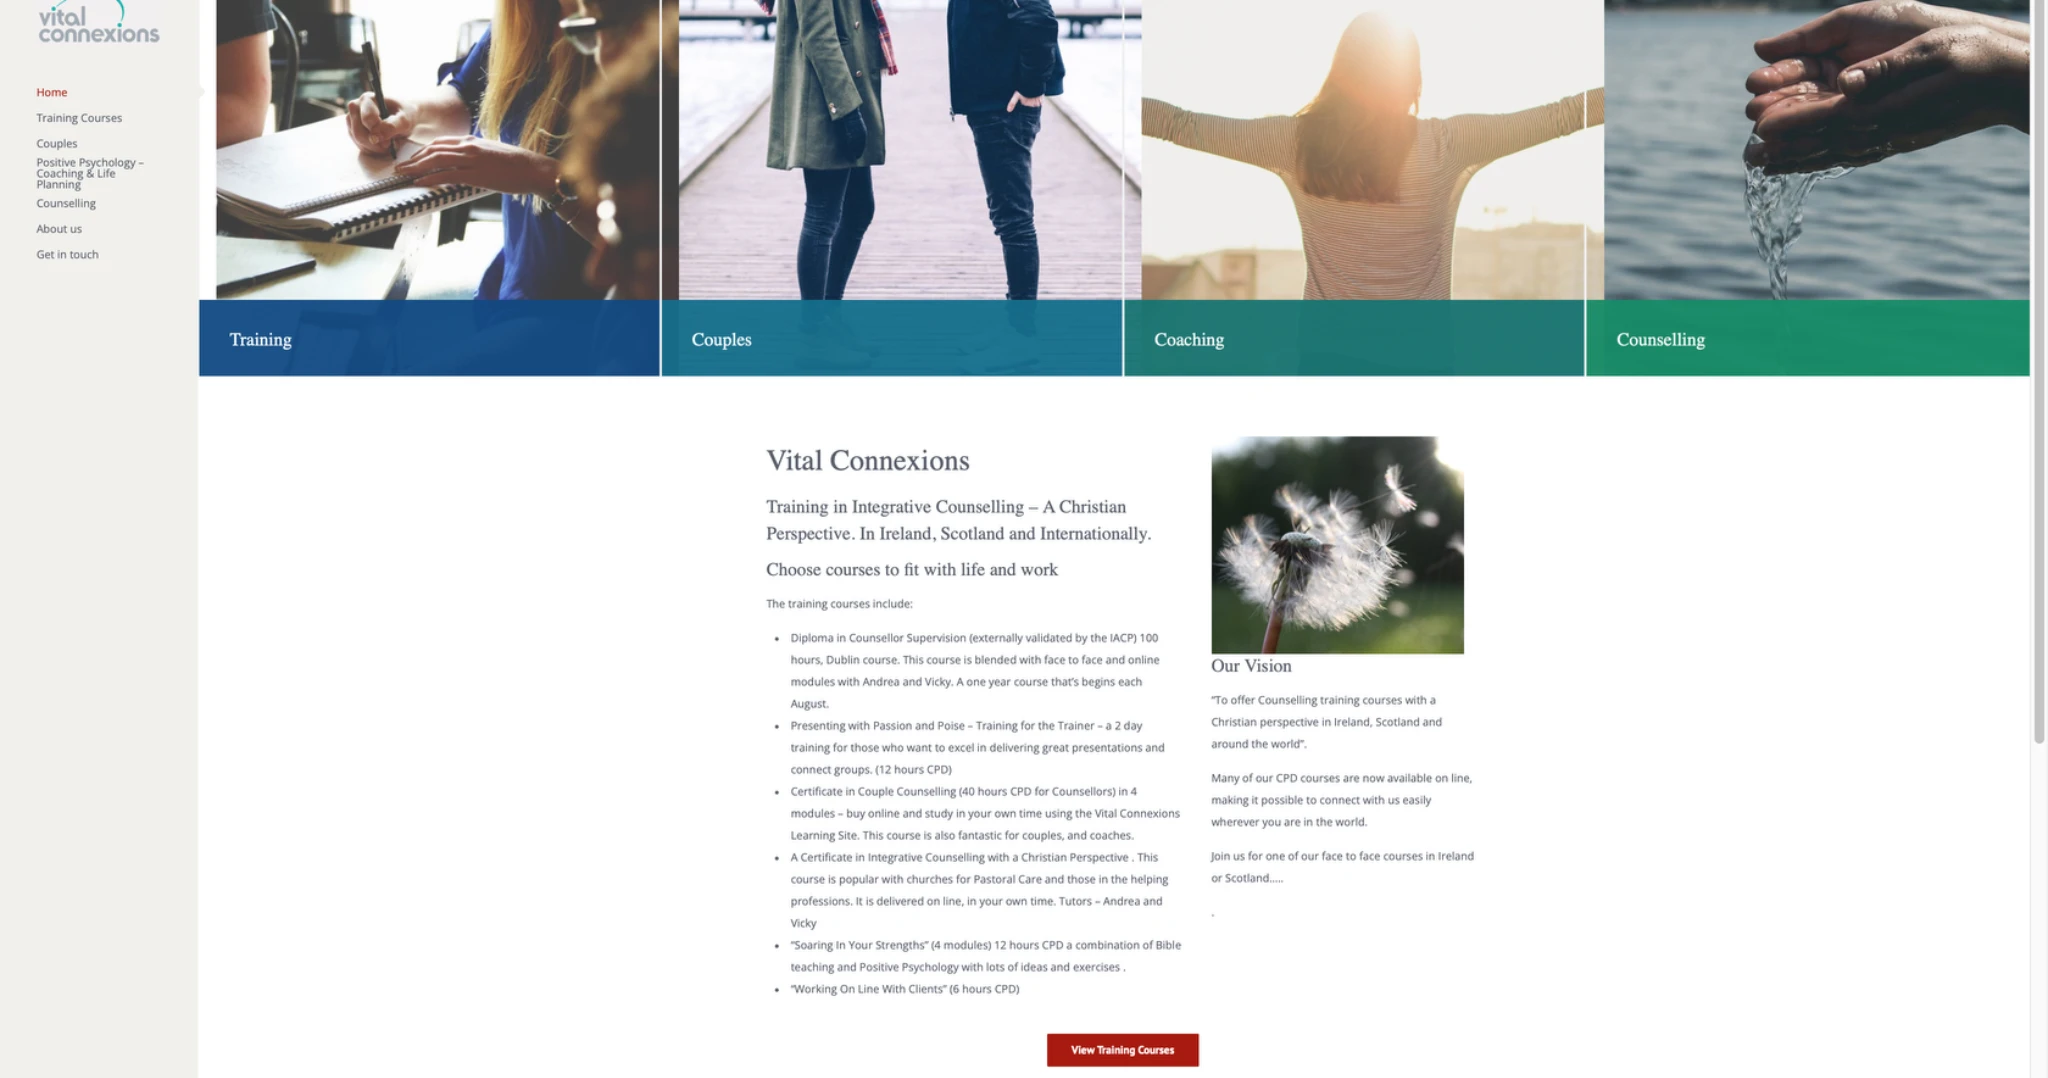 vital
connexions
Home
Training Courses
Couples
Positive Psychology –
Coaching & Life
Planning
Counselling
About us
Get in touch
Training
Couples
Coaching
Counselling
Vital Connexions
Training in Integrative Counselling – A Christian
Perspective. In Ireland, Scotland and Internationally.
Choose courses to fit with life and work
The training courses include:
• Diploma in Counsellor Supervision (externally validated by the IACP) 100
hours, Dublin course. This course is blended with face to face and online
modules with Andrea and Vicky. A one year course that's begins each
August.
• Presenting with Passion and Poise – Training for the Trainer – a 2 day
training for those who want to excel in delivering great presentations and
connect groups. (12 hours CPD)
• Certificate in Couple Counselling (40 hours CPD for Counsellors) in 4
modules – buy online and study in your own time using the Vital Connexions
Learning Site. This course is also fantastic for couples, and coaches.
• A Certificate in Integrative Counselling with a Christian Perspective . This
course is popular with churches for Pastoral Care and those in the helping
professions. It is delivered on line, in your own time. Tutors – Andrea and
Vicky
• “Soaring In Your Strengths” (4 modules) 12 hours CPD a combination of Bible
teaching and Positive Psychology with lots of ideas and exercises .
• “Working On Line With Clients” (6 hours CPD)
Our Vision
“To offer Counselling training courses with a
Christian perspective in Ireland, Scotland and
around the world”.
Many of our CPD courses are now available on line,
making it possible to connect with us easily
wherever you are in the world.
Join us for one of our face to face courses in Ireland
or Scotland.....
.
View Training Courses